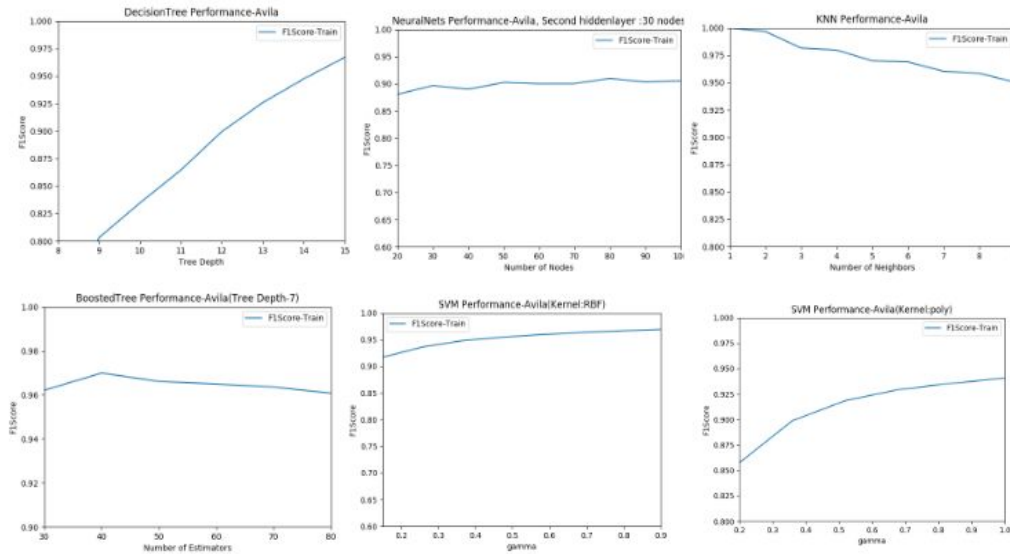 DecisionTree Performance-Avila
1.000
0.975
0.950
0.925
0.900
0.875
0.850
0.825
0.800
F1Score
F1Score-Train
8 9 10 11 12 13 14 15
Tree Depth
NeuralNets Performance-Avila, Second hiddenlayer :30 nodes
1.00
0.95
0.90
0.85
0.80
0.75
0.70
0.65
0.60
F1Score
F1Score-Train
20 30 40 50 60 70 80 90 100
Number of Nodes
KNN Performance-Avila
1.000
0.975
0.950
0.925
0.900
0.875
0.850
0.825
0.800
F1Score
F1Score-Train
1 2 3 4 5 6 7 8
Number of Neighbors
BoostedTree Performance-Avila(Tree Depth-7)
1.00
0.98
0.96
0.94
0.92
0.90
F1Score
F1Score-Train
30 40 50 60 70 80
Number of Estimators
SVM Performance-Avila(Kernel:RBF)
1.00
0.95
0.90
0.85
0.80
0.75
0.70
0.65
0.60
F1Score
F1Score-Train
0.2 0.3 0.4 0.5 0.6 0.7 0.8 0.9
gamma
SVM Performance-Avila(Kernel:poly)
1.000
0.975
0.950
0.925
0.900
0.875
0.850
0.825
0.800
F1Score
F1Score-Train
0.2 0.3 0.4 0.5 0.6 0.7 0.8 0.9 1.0
gamma